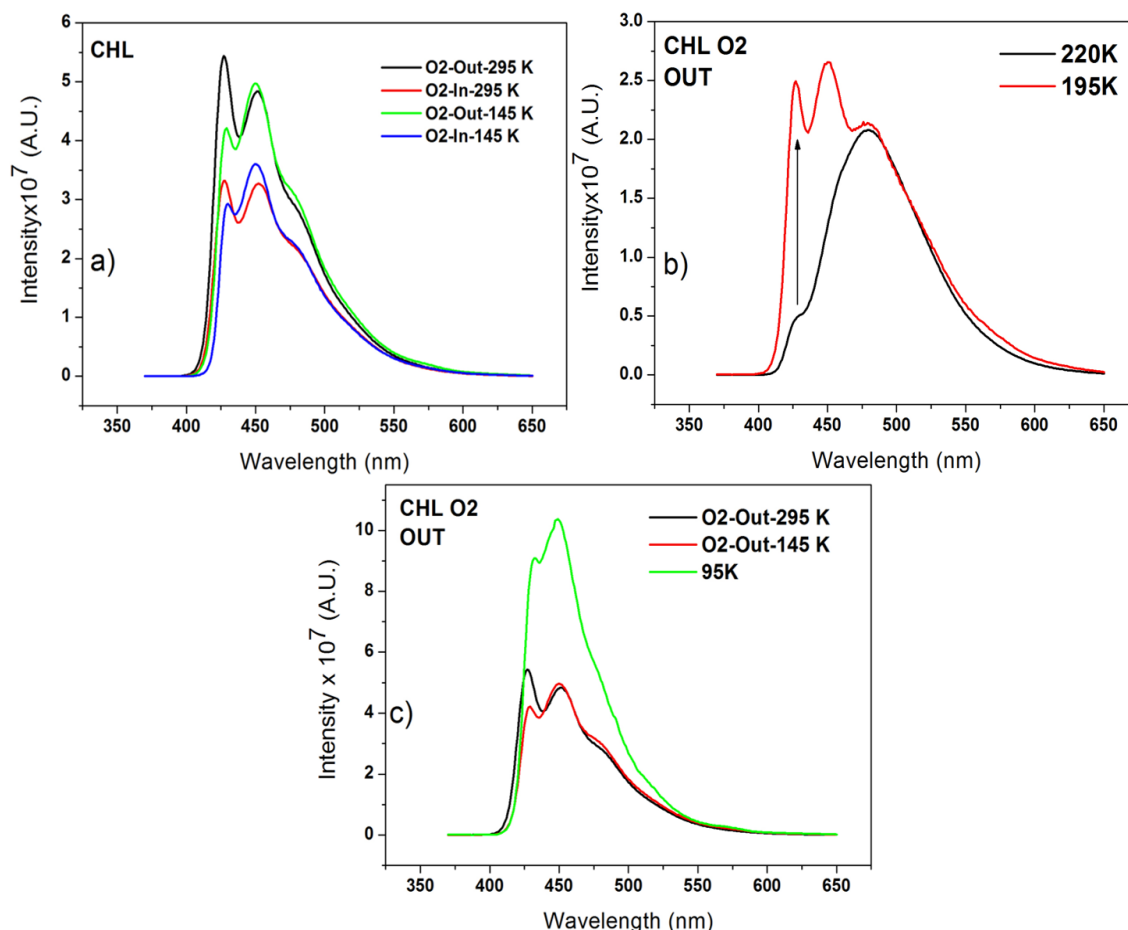 CHL
O2-Out-295 K
O2-In-295 K
O2-Out-145 K
O2-In-145 K
a)
6
5
4
3
2
1
0
350 400 450 500 550 600 650
Intensityx10^7 (A.U.)
Wavelength (nm)
CHL O2
OUT
220K
195K
b)
3.0
2.5
2.0
1.5
1.0
0.5
0.0
350 400 450 500 550 600 650
Intensityx10^7 (A.U.)
Wavelength (nm)
CHL O2
OUT
O2-Out-295 K
O2-Out-145 K
95K
c)
10
8
6
4
2
0
350 400 450 500 550 600 650
Intensity x 10^7 (A.U.)
Wavelength (nm)